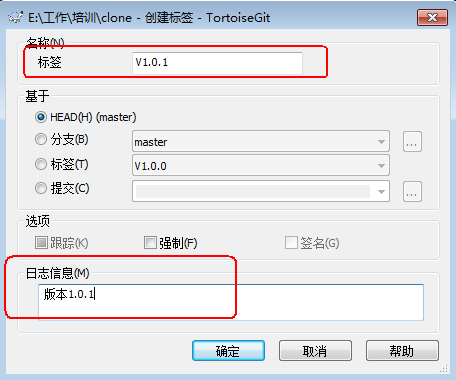 E:\工作\培训\clone - 创建标签 - TortoiseGit
名称(N)
标签 V1.0.1
基于
HEAD(H) (master)
分支(B) master ...
标签(T) V1.0.0
提交(C) ...
选项
跟踪(K) 强制(F) 签名(G)
日志信息(M)
版本1.0.1
确定 取消 帮助